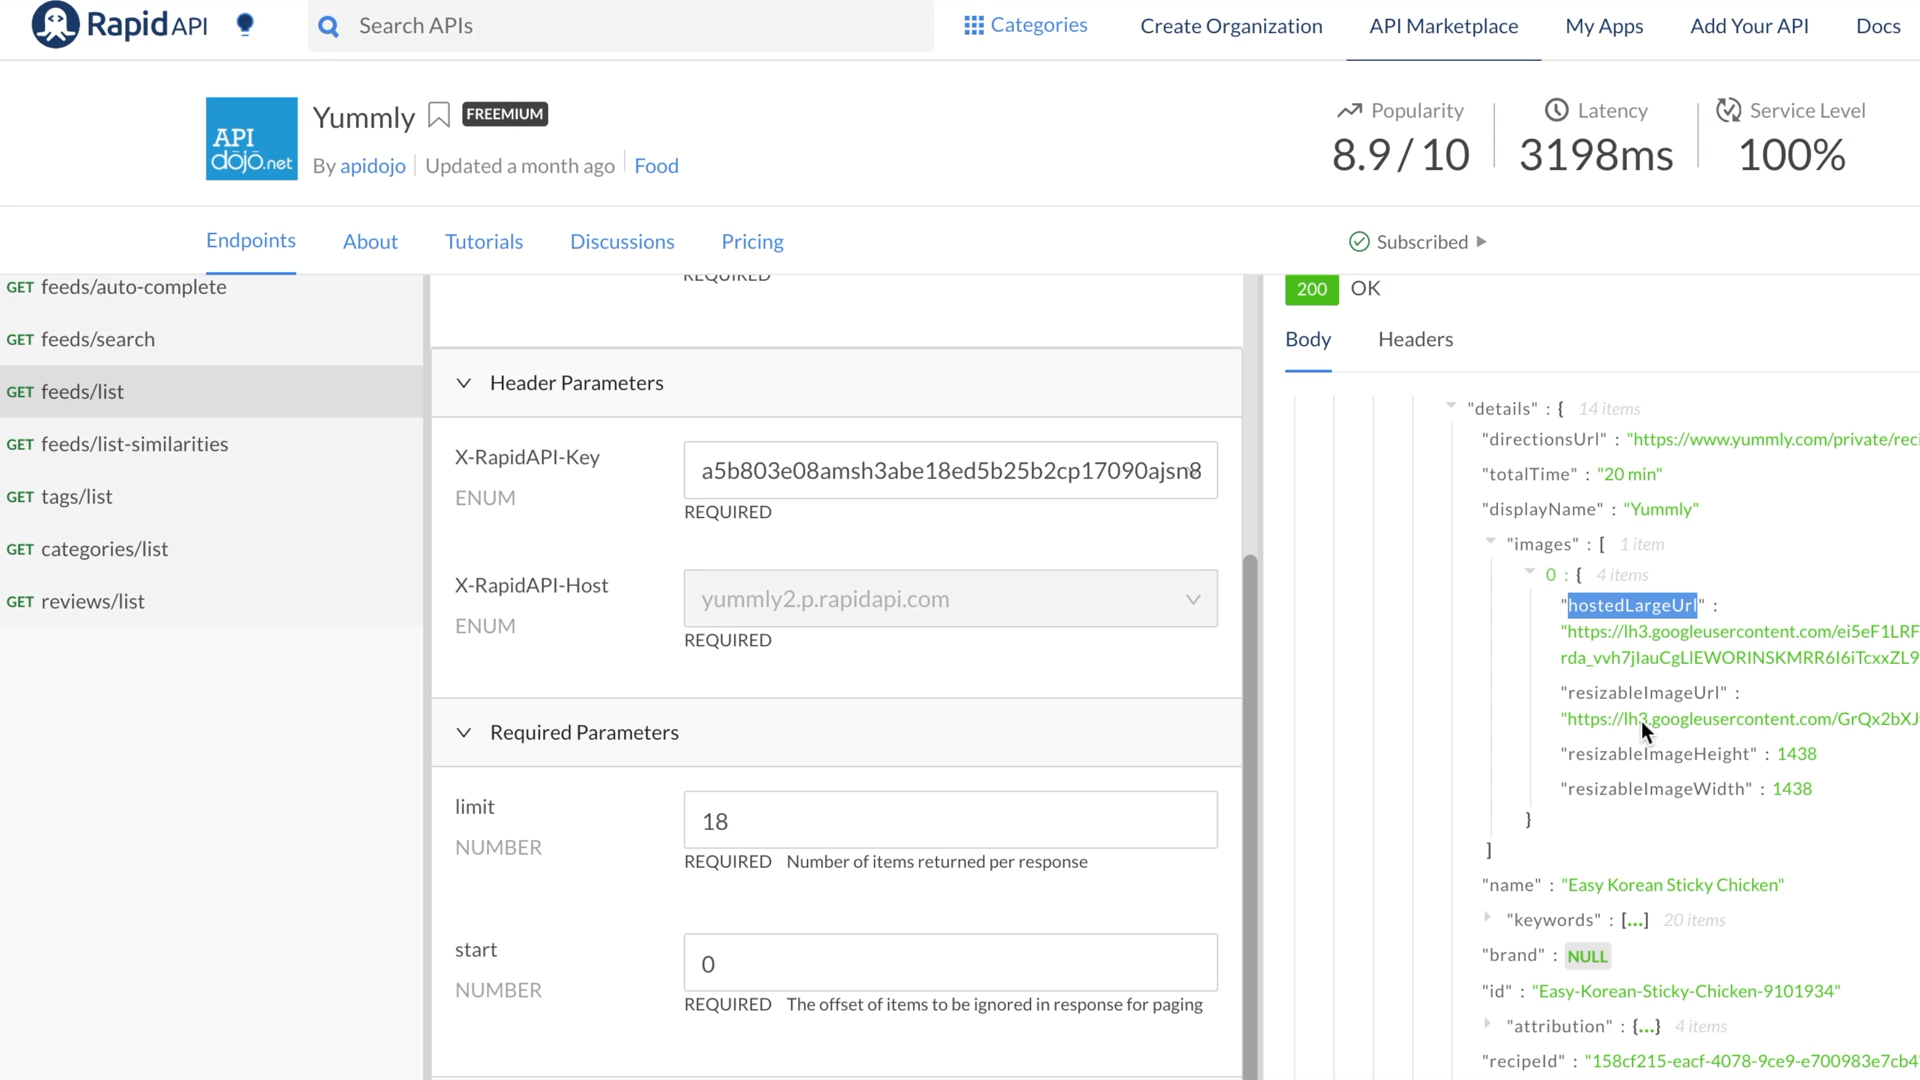 RapidAPI
Search APIs
Categories
Create Organization
API Marketplace
My Apps
Add Your API
Docs
API
dōjō.net
Yummly
FREEMIUM
By apidojo
Updated a month ago
Food
Popularity
8.9 / 10
Latency
3198ms
Service Level
100%
Endpoints
About
Tutorials
Discussions
Pricing
Subscribed
GET feeds/auto-complete
GET feeds/search
GET feeds/list
GET feeds/list-similarities
GET tags/list
GET categories/list
GET reviews/list
REQUIRED
Header Parameters
X-RapidAPI-Key
ENUM
a5b803e08amsh3abe18ed5b25b2cp17090ajsn8
REQUIRED
X-RapidAPI-Host
ENUM
yummly2.p.rapidapi.com
REQUIRED
Required Parameters
limit
NUMBER
18
REQUIRED Number of items returned per response
start
NUMBER
0
REQUIRED The offset of items to be ignored in response for paging
200 OK
Body
Headers
"details" : { 14 items
"directionsUrl" : "https://www.yummly.com/private/reci
"totalTime" : "20 min"
"displayName" : "Yummly"
"images" : [ 1 item
0 : { 4 items
"hostedLargeUrl" :
"https://lh3.googleusercontent.com/ei5eF1LRF
rda_vvh7jIauCgLlEWORINSKMRR6I6iTcxxZL9
"resizableImageUrl" :
"https://lh3.googleusercontent.com/GrQx2bXJ
"resizableImageHeight" : 1438
"resizableImageWidth" : 1438
}
]
"name" : "Easy Korean Sticky Chicken"
"keywords" : [...] 20 items
"brand" : NULL
"id" : "Easy-Korean-Sticky-Chicken-9101934"
"attribution" : {...} 4 items
"recipeId" : "158cf215-eacf-4078-9ce9-e700983e7cb4